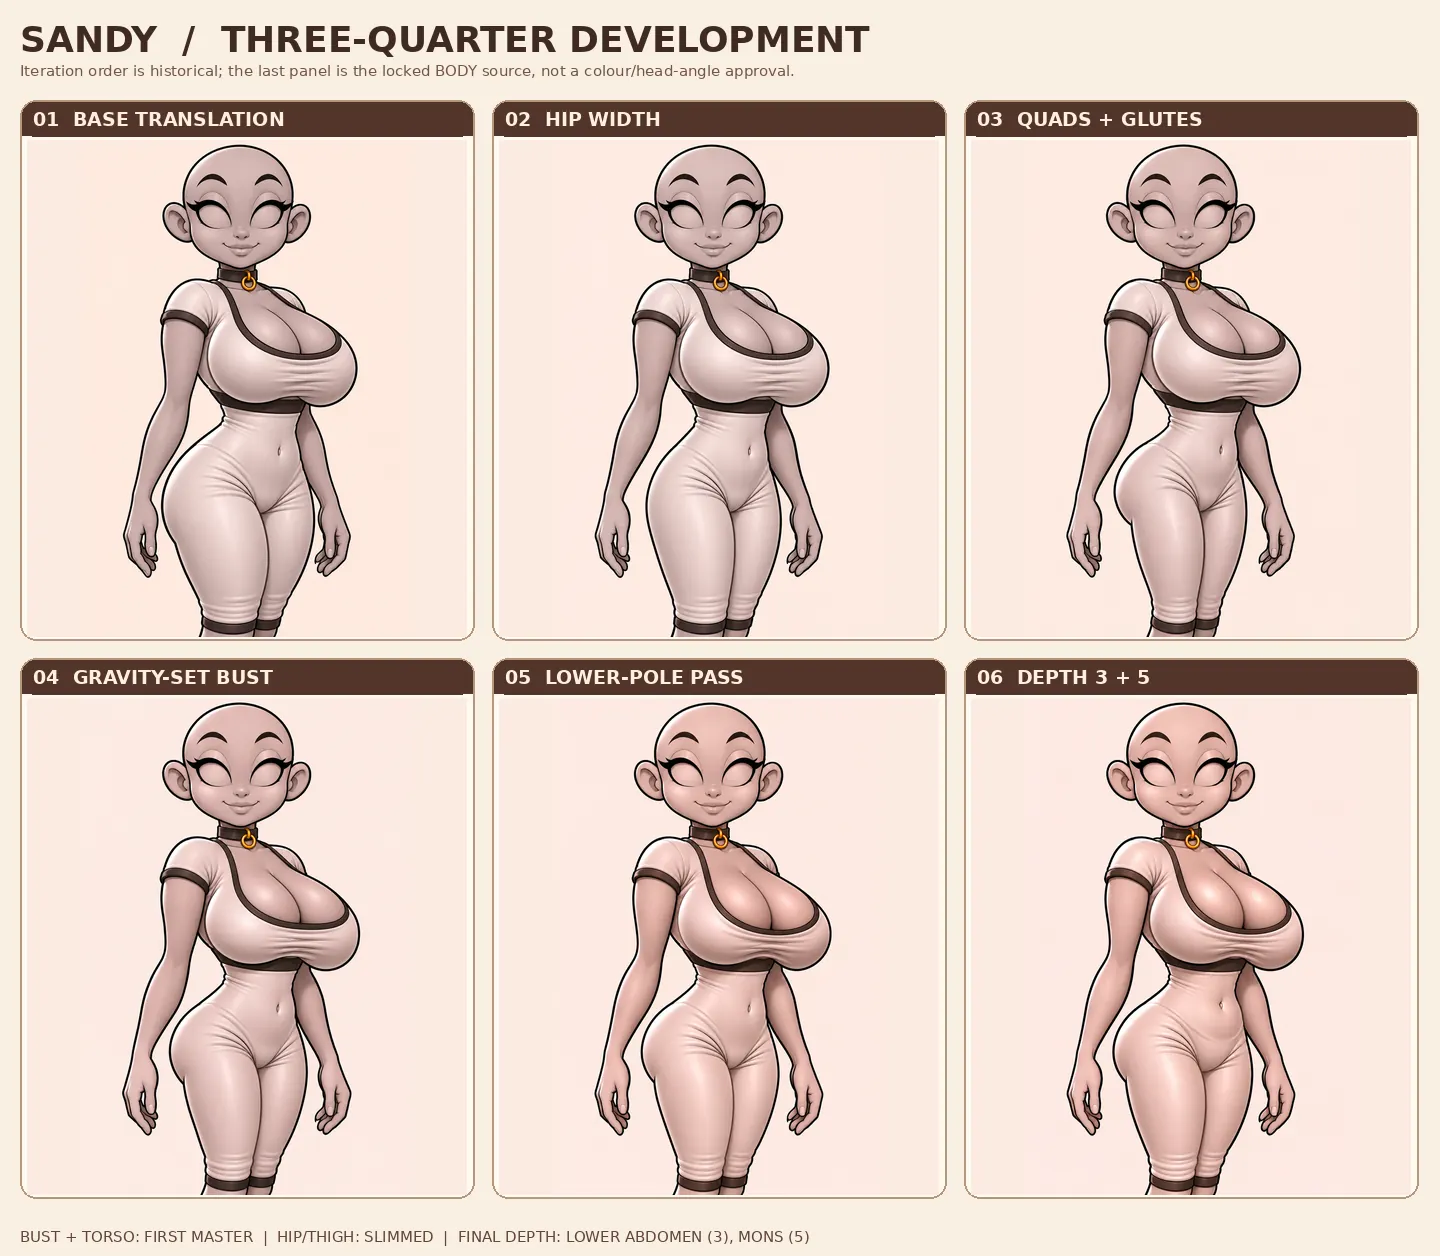 SANDY / THREE-QUARTER DEVELOPMENT
Iteration order is historical; the last panel is the locked BODY source, not a colour/head-angle approval.
01 BASE TRANSLATION
02 HIP WIDTH
03 QUADS + GLUTES
04 GRAVITY-SET BUST
05 LOWER-POLE PASS
06 DEPTH 3 + 5
BUST + TORSO: FIRST MASTER | HIP/THIGH: SLIMMED | FINAL DEPTH: LOWER ABDOMEN (3), MONS (5)